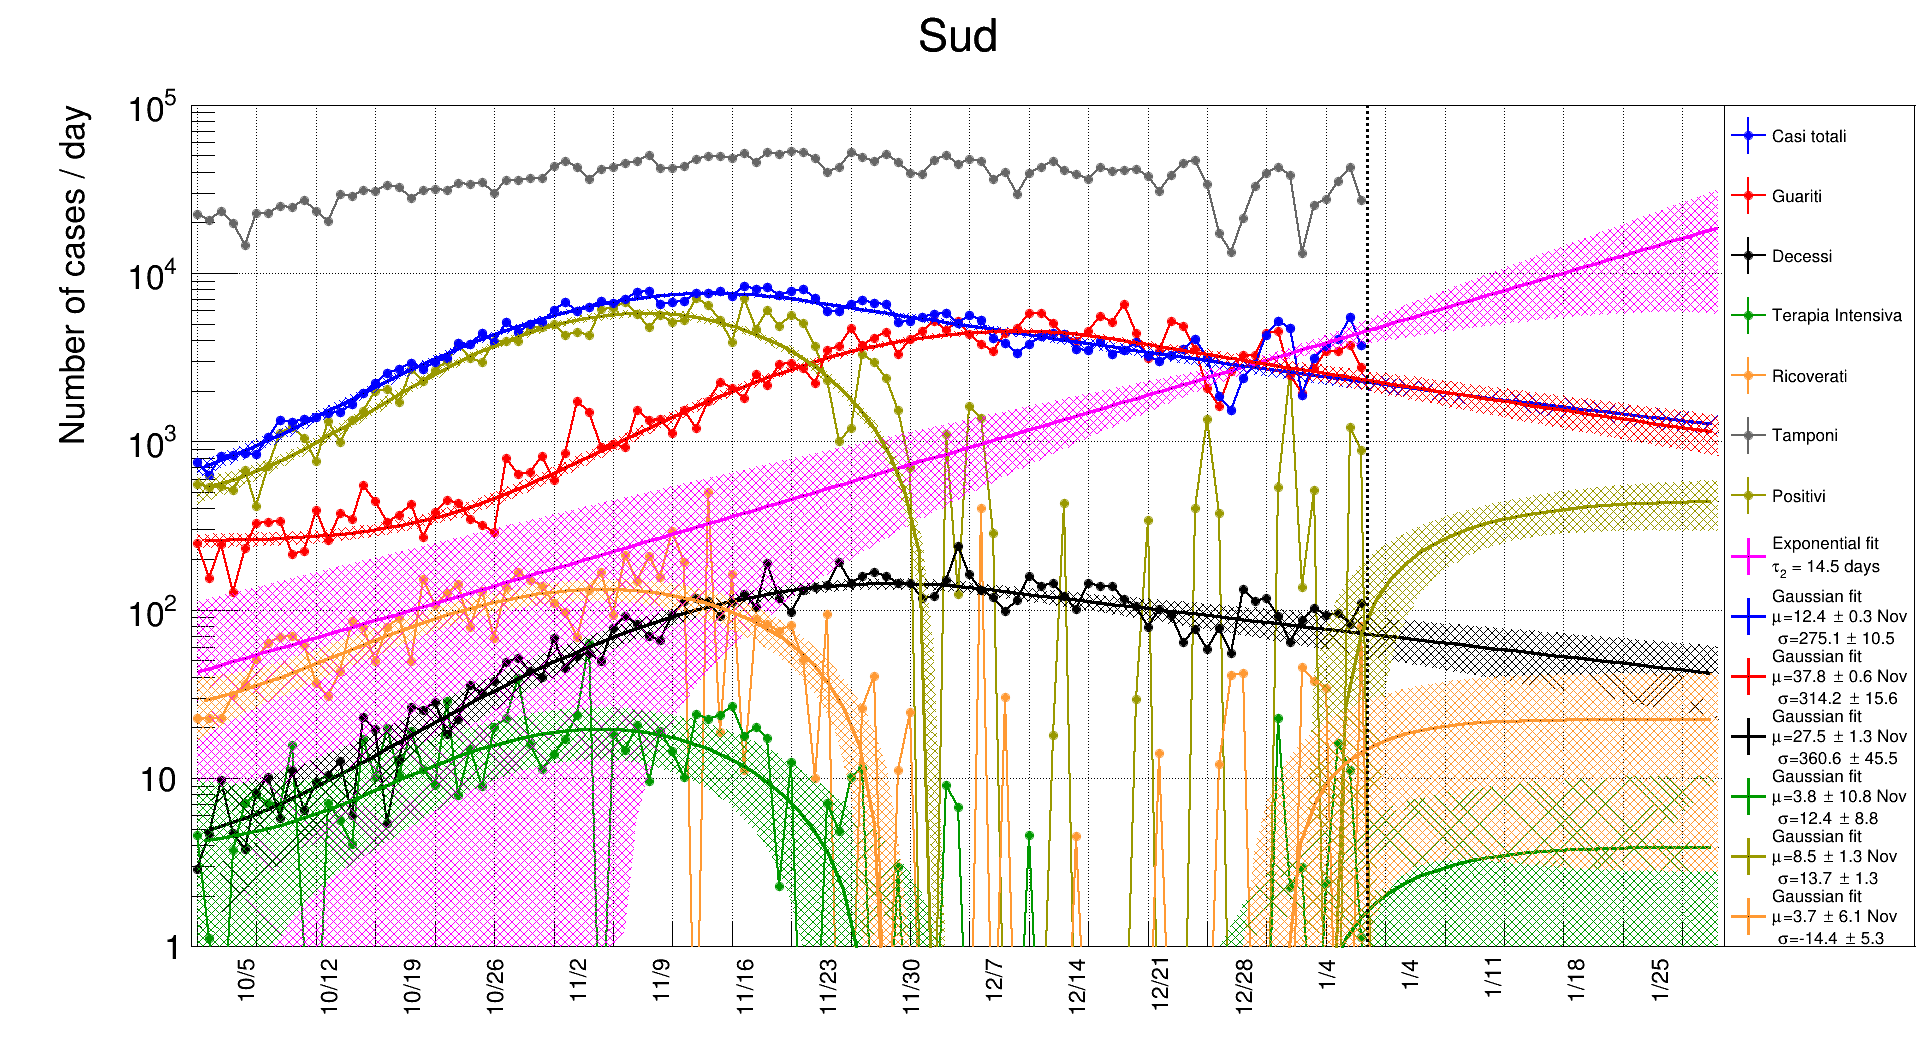 Sud
Number of cases / day
10^5
10^4
10^3
10^2
10
1
10/5
10/12
10/19
10/26
11/2
11/9
11/16
11/23
11/30
12/7
12/14
12/21
12/28
1/4
1/4
1/11
1/18
1/25
Casi totali
Guariti
Decessi
Terapia Intensiva
Ricoverati
Tamponi
Positivi
Exponential fit
τ₂ = 14.5 days
Gaussian fit
μ=12.4 ± 0.3 Nov
σ=275.1 ± 10.5
Gaussian fit
μ=37.8 ± 0.6 Nov
σ=314.2 ± 15.6
Gaussian fit
μ=27.5 ± 1.3 Nov
σ=360.6 ± 45.5
Gaussian fit
μ=3.8 ± 10.8 Nov
σ=12.4 ± 8.8
Gaussian fit
μ=8.5 ± 1.3 Nov
σ=13.7 ± 1.3
Gaussian fit
μ=3.7 ± 6.1 Nov
σ=-14.4 ± 5.3